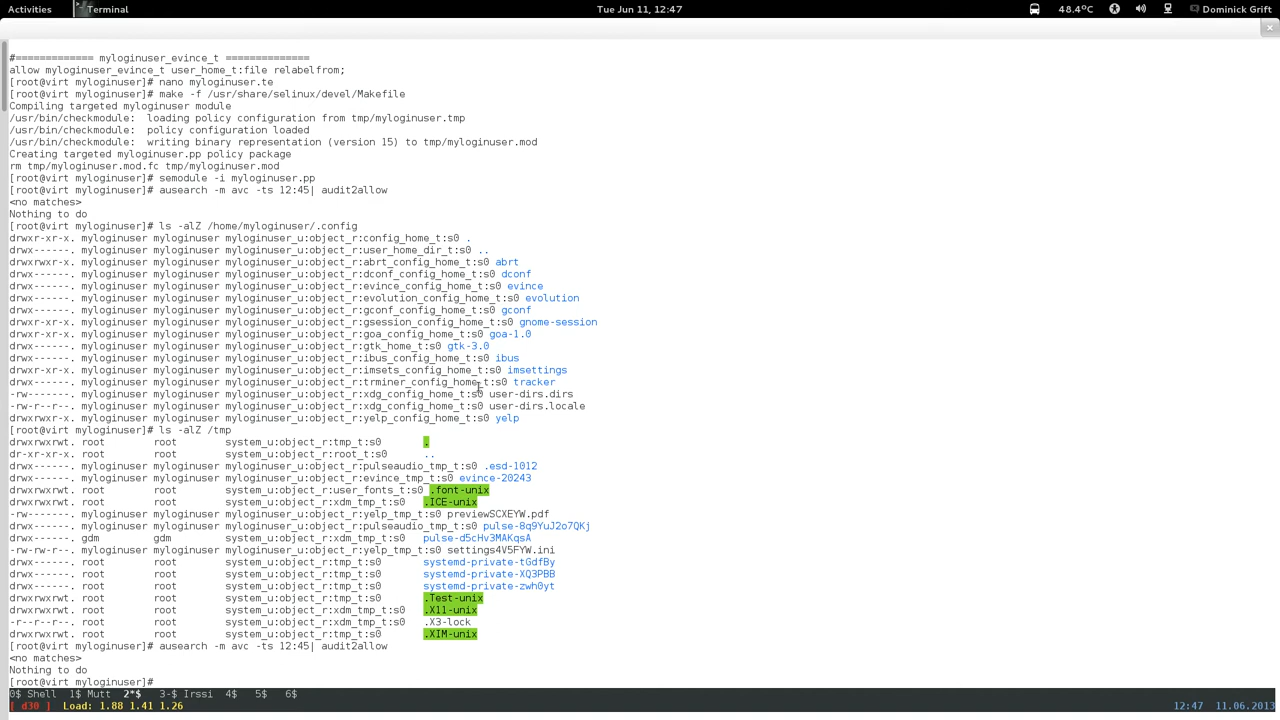 Activities Terminal Tue Jun 11, 12:47 48.4°C Dominick Grift
#============= myloginuser_evince_t ==============
allow myloginuser_evince_t user_home_t:file relabelfrom;
[root@virt myloginuser]# nano myloginuser.te
[root@virt myloginuser]# make -f /usr/share/selinux/devel/Makefile
Compiling targeted myloginuser module
/usr/bin/checkmodule:  loading policy configuration from tmp/myloginuser.tmp
/usr/bin/checkmodule:  policy configuration loaded
/usr/bin/checkmodule:  writing binary representation (version 15) to tmp/myloginuser.mod
Creating targeted myloginuser.pp policy package
rm tmp/myloginuser.mod.fc tmp/myloginuser.mod
[root@virt myloginuser]# semodule -i myloginuser.pp
[root@virt myloginuser]# ausearch -m avc -ts 12:45| audit2allow
<no matches>
Nothing to do
[root@virt myloginuser]# ls -alZ /home/myloginuser/.config
drwxr-xr-x. myloginuser myloginuser myloginuser_u:object_r:config_home_t:s0 .
drwx------. myloginuser myloginuser myloginuser_u:object_r:user_home_dir_t:s0 ..
drwxrwxr-x. myloginuser myloginuser myloginuser_u:object_r:abrt_config_home_t:s0 abrt
drwx------. myloginuser myloginuser myloginuser_u:object_r:dconf_config_home_t:s0 dconf
drwx------. myloginuser myloginuser myloginuser_u:object_r:evince_config_home_t:s0 evince
drwx------. myloginuser myloginuser myloginuser_u:object_r:evolution_config_home_t:s0 evolution
drwx------. myloginuser myloginuser myloginuser_u:object_r:gconf_config_home_t:s0 gconf
drwxr-xr-x. myloginuser myloginuser myloginuser_u:object_r:gsession_config_home_t:s0 gnome-session
drwxr-xr-x. myloginuser myloginuser myloginuser_u:object_r:goa_config_home_t:s0 goa-1.0
drwx------. myloginuser myloginuser myloginuser_u:object_r:gtk_home_t:s0 gtk-3.0
drwx------. myloginuser myloginuser myloginuser_u:object_r:ibus_config_home_t:s0 ibus
drwxr-xr-x. myloginuser myloginuser myloginuser_u:object_r:imsets_config_home_t:s0 imsettings
drwx------. myloginuser myloginuser myloginuser_u:object_r:trminer_config_home_t:s0 tracker
-rw-------. myloginuser myloginuser myloginuser_u:object_r:xdg_config_home_t:s0 user-dirs.dirs
-rw-r--r--. myloginuser myloginuser myloginuser_u:object_r:xdg_config_home_t:s0 user-dirs.locale
drwxrwxr-x. myloginuser myloginuser myloginuser_u:object_r:yelp_config_home_t:s0 yelp
[root@virt myloginuser]# ls -alZ /tmp
drwxrwxrwt. root        root        system_u:object_r:tmp_t:s0       .
dr-xr-xr-x. root        root        system_u:object_r:root_t:s0      ..
drwx------. myloginuser myloginuser myloginuser_u:object_r:pulseaudio_tmp_t:s0 .esd-1012
drwx------. myloginuser myloginuser myloginuser_u:object_r:evince_tmp_t:s0 evince-20243
drwxrwxrwt. root        root        system_u:object_r:user_fonts_t:s0 .font-unix
drwxrwxrwt. root        root        system_u:object_r:xdm_tmp_t:s0   .ICE-unix
-rw-------. myloginuser myloginuser myloginuser_u:object_r:yelp_tmp_t:s0 previewSCXEYW.pdf
drwx------. myloginuser myloginuser myloginuser_u:object_r:pulseaudio_tmp_t:s0 pulse-8q9YuJ2o7QKj
drwx------. gdm         gdm         system_u:object_r:xdm_tmp_t:s0   pulse-d5cHv3MAKqsA
-rw-rw-r--. myloginuser myloginuser myloginuser_u:object_r:yelp_tmp_t:s0 settings4V5FYW.ini
drwx------. root        root        system_u:object_r:tmp_t:s0       systemd-private-tGdfBy
drwx------. root        root        system_u:object_r:tmp_t:s0       systemd-private-XQ3PBB
drwx------. root        root        system_u:object_r:tmp_t:s0       systemd-private-zwh0yt
drwxrwxrwt. root        root        system_u:object_r:tmp_t:s0       .Test-unix
drwxrwxrwt. root        root        system_u:object_r:xdm_tmp_t:s0   .X11-unix
-r--r--r--. root        root        system_u:object_r:xdm_tmp_t:s0   .X3-lock
drwxrwxrwt. root        root        system_u:object_r:tmp_t:s0       .XIM-unix
[root@virt myloginuser]# ausearch -m avc -ts 12:45| audit2allow
<no matches>
Nothing to do
[root@virt myloginuser]#
0$ Shell  1$ Mutt  2*$  3-$ Irssi  4$  5$  6$
[ d30 ]  Load: 1.88 1.41 1.26 12:47 11.06.2013